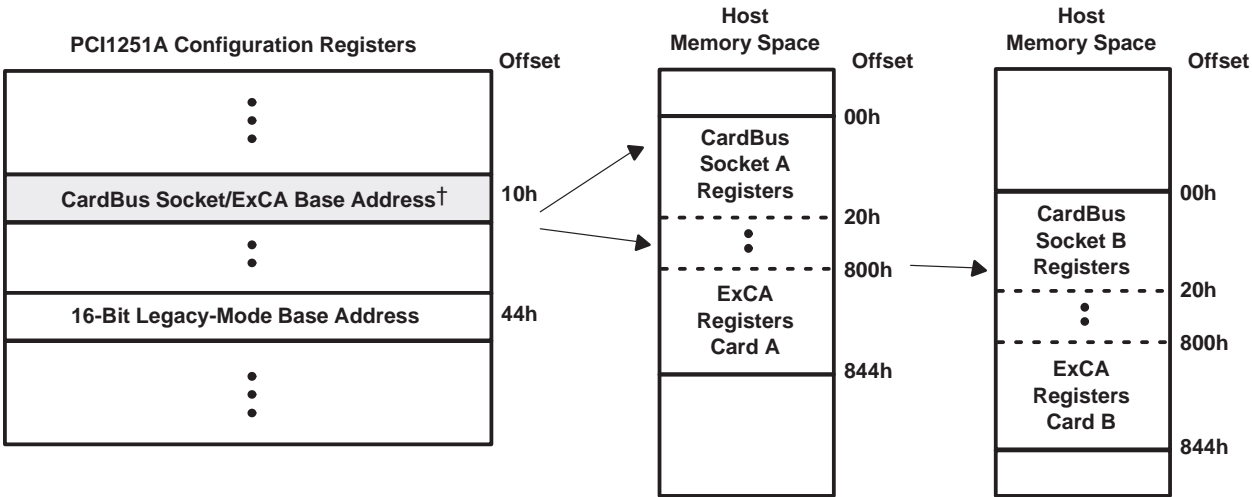 PCI1251A Configuration Registers
Offset
CardBus Socket/ExCA Base Address†
10h
16-Bit Legacy-Mode Base Address
44h
Host
Memory Space
Offset
00h
CardBus
Socket A
Registers
20h
800h
ExCA
Registers
Card A
844h
Host
Memory Space
Offset
00h
CardBus
Socket B
Registers
20h
800h
ExCA
Registers
Card B
844h